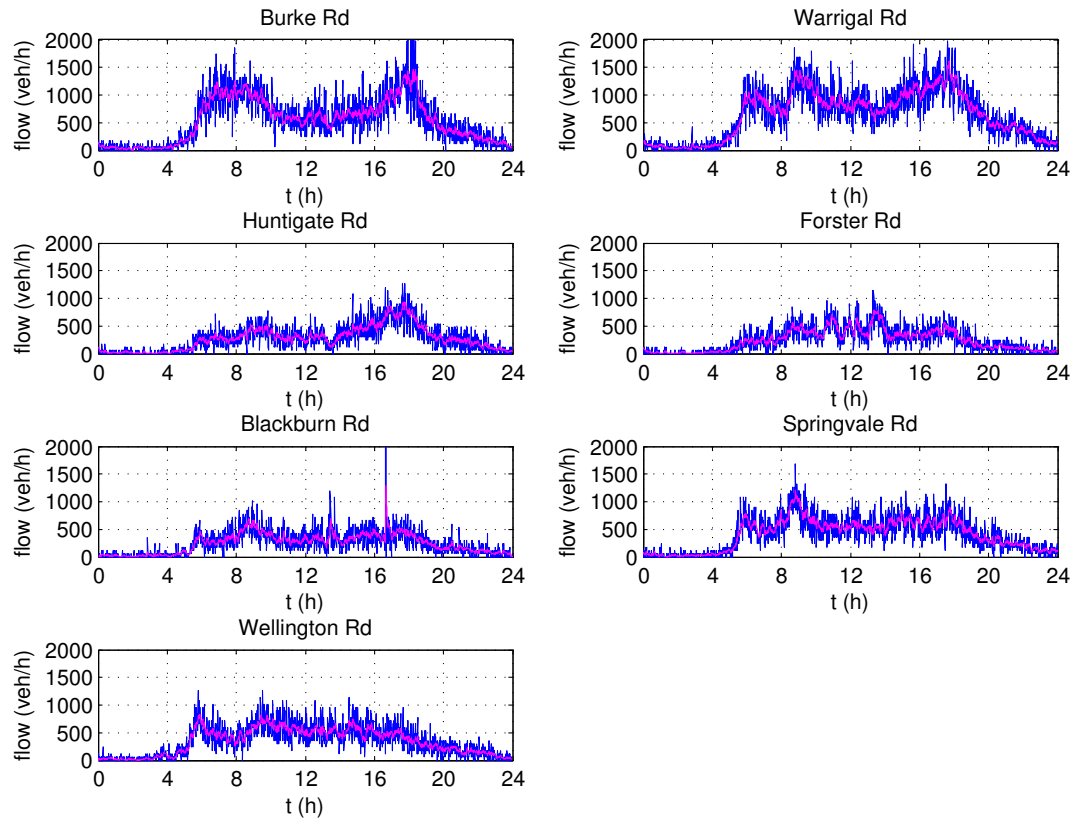 Burke Rd
2000
1500
1000
500
0
flow (veh/h)
0 4 8 12 16 20 24
t (h)
Warrigal Rd
2000
1500
1000
500
0
flow (veh/h)
0 4 8 12 16 20 24
t (h)
Huntigate Rd
2000
1500
1000
500
0
flow (veh/h)
0 4 8 12 16 20 24
t (h)
Forster Rd
2000
1500
1000
500
0
flow (veh/h)
0 4 8 12 16 20 24
t (h)
Blackburn Rd
2000
1500
1000
500
0
flow (veh/h)
0 4 8 12 16 20 24
t (h)
Springvale Rd
2000
1500
1000
500
0
flow (veh/h)
0 4 8 12 16 20 24
t (h)
Wellington Rd
2000
1500
1000
500
0
flow (veh/h)
0 4 8 12 16 20 24
t (h)